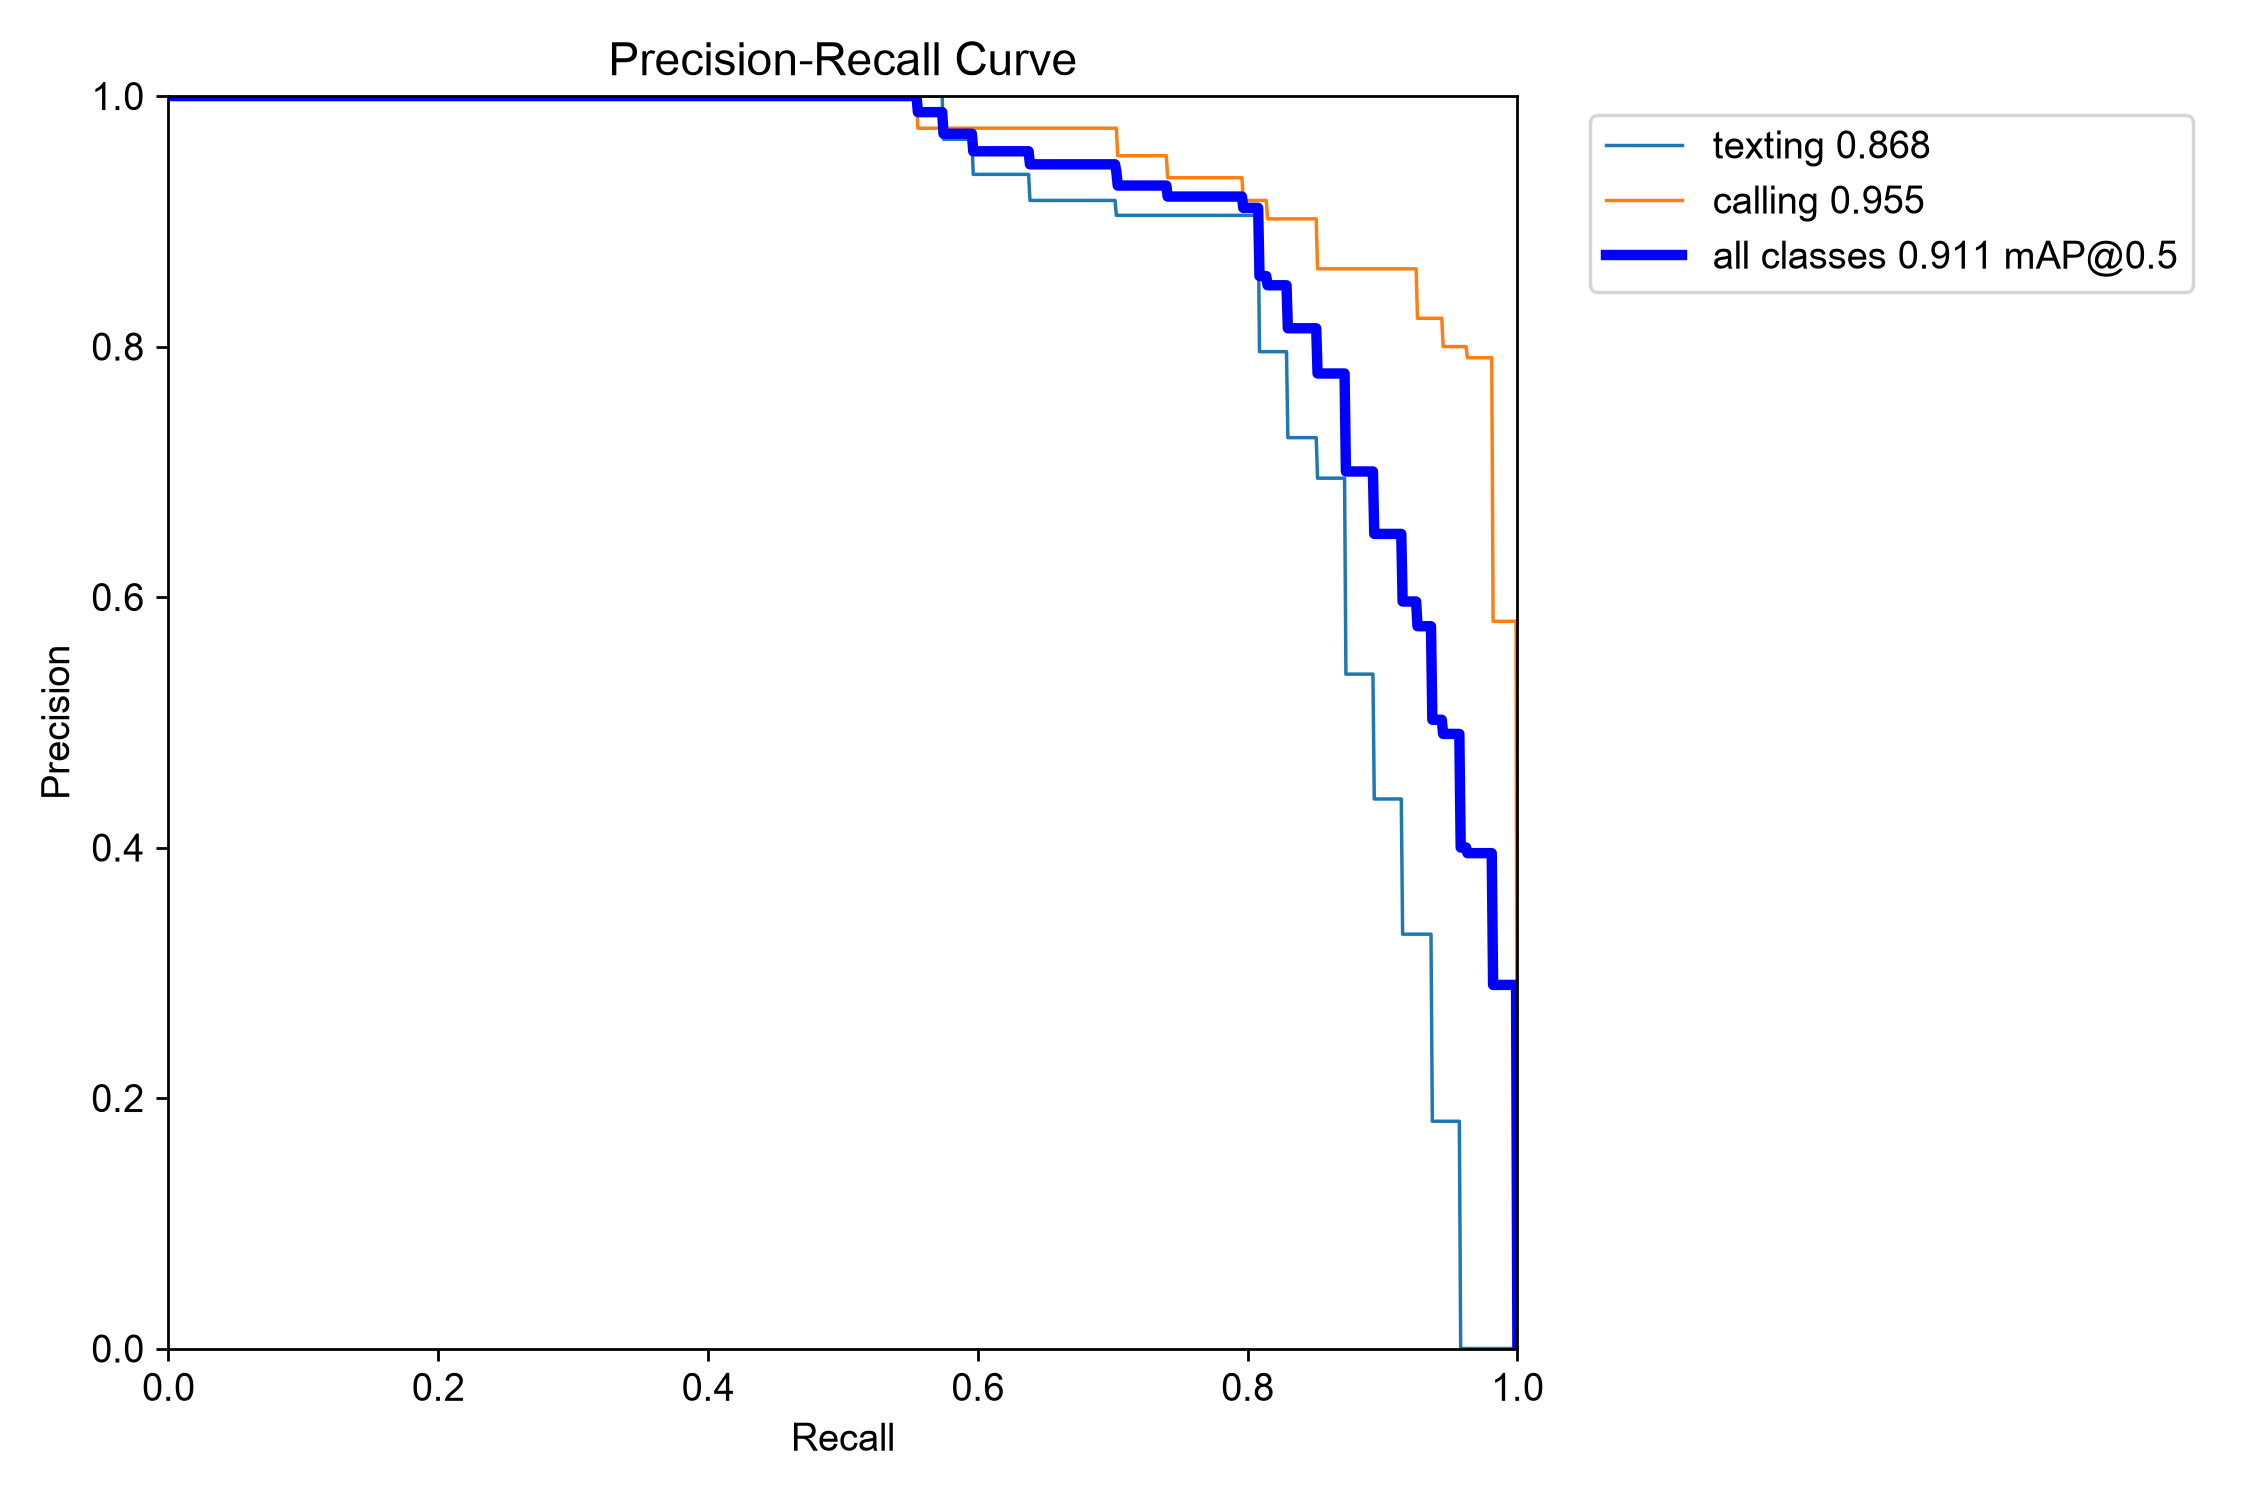 Precision-Recall Curve
1.0
0.8
0.6
0.4
0.2
0.0
Precision
0.0 0.2 0.4 0.6 0.8 1.0
Recall
texting 0.868
calling 0.955
all classes 0.911 mAP@0.5